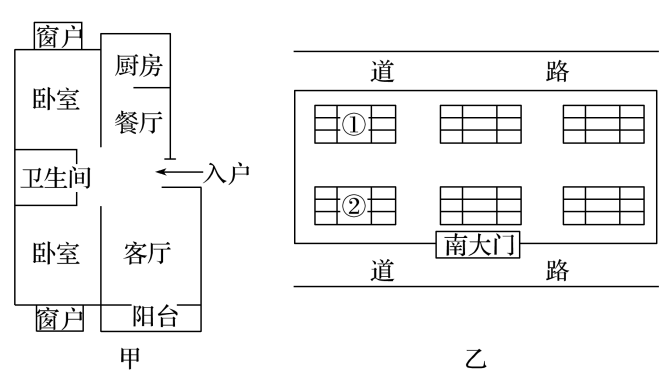 窗户
厨房
卧室
餐厅
卫生间
入户
卧室
客厅
窗户
阳台
甲
道 路
①
②
南大门
道 路
乙